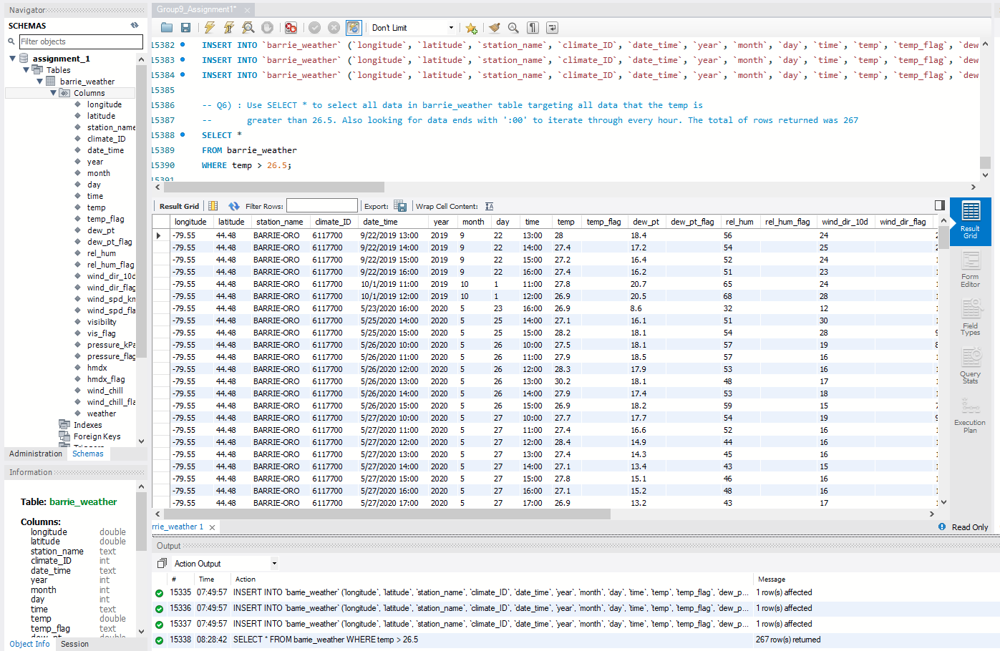 Navigator
SCHEMAS
Filter objects
assignment_1
Tables
barrie_weather
Columns
longitude
latitude
station_name
climate_ID
date_time
year
month
day
time
temp
temp_flag
dew_pt
dew_pt_flag
rel_hum
rel_hum_flag
wind_dir_10d
wind_dir_flag
wind_spd_km
wind_spd_fla
visibility
vis_flag
pressure_kPa
pressure_flag
hmdx
hmdx_flag
wind_chill
wind_chill_fla
weather
Indexes
Foreign Keys
Triggers
Administration Schemas
Information
Table: barrie_weather
Columns:
longitude double
latitude double
station_name text
climate_ID int
date_time text
year int
month int
day int
time text
temp double
temp_flag text
dew_pt double
Object Info Session
Group9_Assignment1* ×
Don't Limit
15382 INSERT INTO `barrie_weather` (`longitude`, `latitude`, `station_name`, `climate_ID`, `date_time`, `year`, `month`, `day`, `time`, `temp`, `temp_flag`, `dew
15383 INSERT INTO `barrie_weather` (`longitude`, `latitude`, `station_name`, `climate_ID`, `date_time`, `year`, `month`, `day`, `time`, `temp`, `temp_flag`, `dew
15384 INSERT INTO `barrie_weather` (`longitude`, `latitude`, `station_name`, `climate_ID`, `date_time`, `year`, `month`, `day`, `time`, `temp`, `temp_flag`, `dew
15385
15386 -- Q6) : Use SELECT * to select all data in barrie_weather table targeting all data that the temp is
15387 -- greater than 26.5. Also looking for data ends with ':00' to iterate through every hour. The total of rows returned was 267
15388 SELECT *
15389 FROM barrie_weather
15390 WHERE temp > 26.5;
15391
Result Grid Filter Rows: Export: Wrap Cell Content:
longitude latitude station_name climate_ID date_time year month day time temp temp_flag dew_pt dew_pt_flag rel_hum rel_hum_flag wind_dir_10d wind_dir_flag
-79.55 44.48 BARRIE-ORO 6117700 9/22/2019 13:00 2019 9 22 13:00 28 18.4 56 24
-79.55 44.48 BARRIE-ORO 6117700 9/22/2019 14:00 2019 9 22 14:00 27.4 17.2 54 25
-79.55 44.48 BARRIE-ORO 6117700 9/22/2019 15:00 2019 9 22 15:00 27.2 16.4 52 24
-79.55 44.48 BARRIE-ORO 6117700 9/22/2019 16:00 2019 9 22 16:00 27.4 16.2 51 23
-79.55 44.48 BARRIE-ORO 6117700 10/1/2019 11:00 2019 10 1 11:00 27.8 20.7 65 24
-79.55 44.48 BARRIE-ORO 6117700 10/1/2019 12:00 2019 10 1 12:00 26.9 20.5 68 28
-79.55 44.48 BARRIE-ORO 6117700 5/23/2020 16:00 2020 5 23 16:00 26.9 8.6 32 12
-79.55 44.48 BARRIE-ORO 6117700 5/25/2020 14:00 2020 5 25 14:00 27.1 16.1 51 30
-79.55 44.48 BARRIE-ORO 6117700 5/25/2020 15:00 2020 5 25 15:00 28.2 18.1 54 28
-79.55 44.48 BARRIE-ORO 6117700 5/26/2020 10:00 2020 5 26 10:00 27.5 18.1 57 19
-79.55 44.48 BARRIE-ORO 6117700 5/26/2020 11:00 2020 5 26 11:00 27.9 18.5 57 16
-79.55 44.48 BARRIE-ORO 6117700 5/26/2020 12:00 2020 5 26 12:00 28.3 17.9 53 16
-79.55 44.48 BARRIE-ORO 6117700 5/26/2020 13:00 2020 5 26 13:00 30.2 18.1 48 17
-79.55 44.48 BARRIE-ORO 6117700 5/26/2020 14:00 2020 5 26 14:00 27.9 17.4 53 18
-79.55 44.48 BARRIE-ORO 6117700 5/26/2020 15:00 2020 5 26 15:00 26.9 18.2 59 15
-79.55 44.48 BARRIE-ORO 6117700 5/27/2020 10:00 2020 5 27 10:00 27.7 17.7 54 19
-79.55 44.48 BARRIE-ORO 6117700 5/27/2020 11:00 2020 5 27 11:00 27.4 16.6 52 16
-79.55 44.48 BARRIE-ORO 6117700 5/27/2020 12:00 2020 5 27 12:00 28.4 14.9 44 16
-79.55 44.48 BARRIE-ORO 6117700 5/27/2020 13:00 2020 5 27 13:00 27.4 14.3 45 16
-79.55 44.48 BARRIE-ORO 6117700 5/27/2020 14:00 2020 5 27 14:00 27.1 13.4 43 15
-79.55 44.48 BARRIE-ORO 6117700 5/27/2020 15:00 2020 5 27 15:00 27.8 15.1 46 16
-79.55 44.48 BARRIE-ORO 6117700 5/27/2020 16:00 2020 5 27 16:00 27.1 15.2 48 16
-79.55 44.48 BARRIE-ORO 6117700 5/27/2020 17:00 2020 5 27 17:00 26.9 13.2 43 17
Result Grid
Form Editor
Field Types
Query Stats
Execution Plan
rrie_weather 1 × Read Only
Output
Action Output
# Time Action Message
15335 07:49:57 INSERT INTO `barrie_weather` (`longitude`, `latitude`, `station_name`, `climate_ID`, `date_time`, `year`, `month`, `day`, `time`, `temp`, `temp_flag`, `dew_p... 1 row(s) affected
15336 07:49:57 INSERT INTO `barrie_weather` (`longitude`, `latitude`, `station_name`, `climate_ID`, `date_time`, `year`, `month`, `day`, `time`, `temp`, `temp_flag`, `dew_p... 1 row(s) affected
15337 07:49:57 INSERT INTO `barrie_weather` (`longitude`, `latitude`, `station_name`, `climate_ID`, `date_time`, `year`, `month`, `day`, `time`, `temp`, `temp_flag`, `dew_p... 1 row(s) affected
15338 08:28:42 SELECT * FROM barrie_weather WHERE temp > 26.5 267 row(s) returned